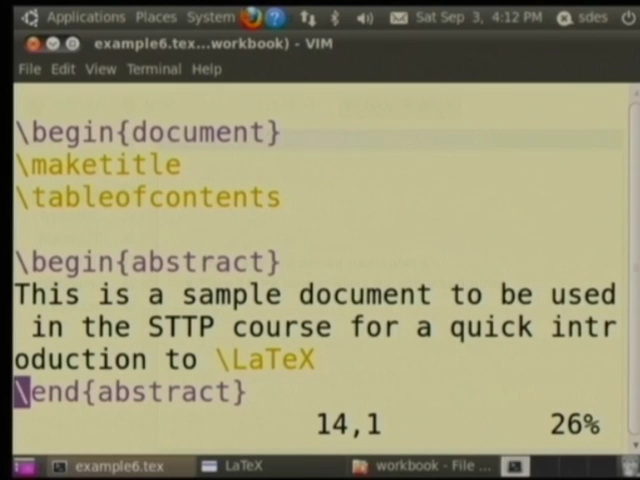 Applications Places System ? Sat Sep 3, 4:12 PM sdes
example6.tex...workbook) - VIM
File Edit View Terminal Help
\begin{document}
\maketitle
\tableofcontents
\begin{abstract}
This is a sample document to be used
in the STTP course for a quick intr
oduction to \LaTeX
\end{abstract}
14,1 26%
example6.tex LaTeX workbook - File ...